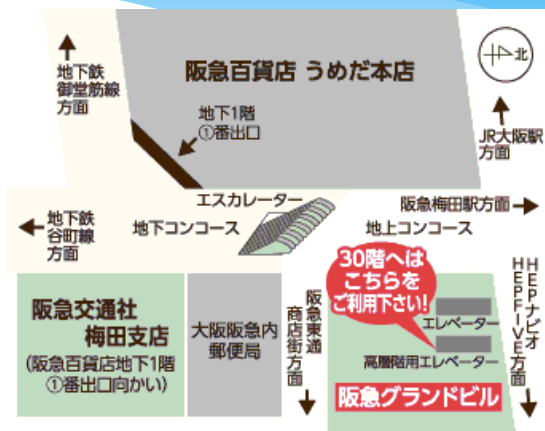 地下鉄
御堂筋線
方面
阪急百貨店 うめだ本店
地下1階
①番出口
北
JR大阪駅
方面
エスカレーター
地下コンコース
阪急梅田駅方面
地上コンコース
地下鉄
谷町線
方面
阪急交通社
梅田支店
(阪急百貨店地下1階
①番出口向かい)
大阪阪急内
郵便局
阪急東通
商店街方面
30階へは
こちらを
ご利用下さい!
エレベーター
高層階用エレベーター
阪急グランドビル
HEPナビオ
HEPFIVE方面